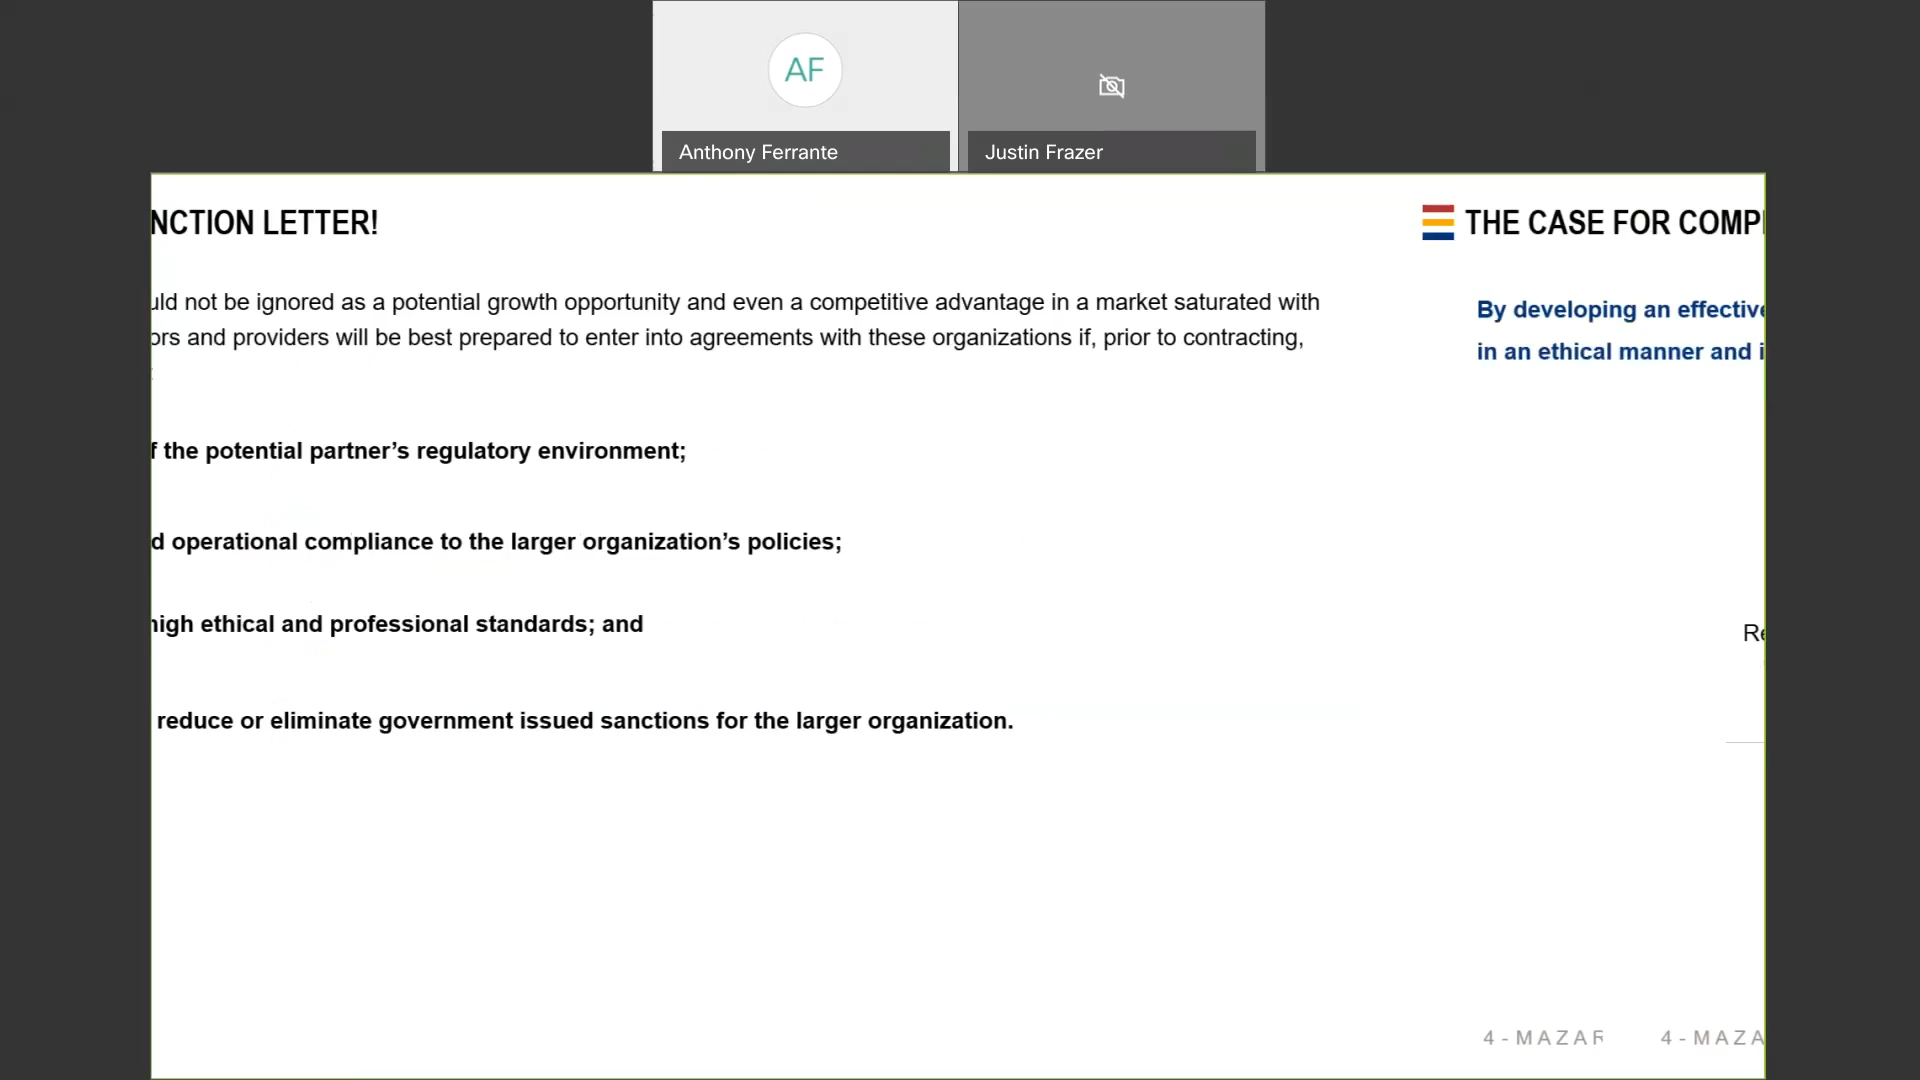 AF
Anthony Ferrante
Justin Frazer
NCTION LETTER!
uld not be ignored as a potential growth opportunity and even a competitive advantage in a market saturated with
ors and providers will be best prepared to enter into agreements with these organizations if, prior to contracting,
f the potential partner’s regulatory environment;
d operational compliance to the larger organization’s policies;
high ethical and professional standards; and
reduce or eliminate government issued sanctions for the larger organization.
THE CASE FOR COMP
By developing an effective
in an ethical manner and i
Re
4 - MAZAR
4 - MAZA